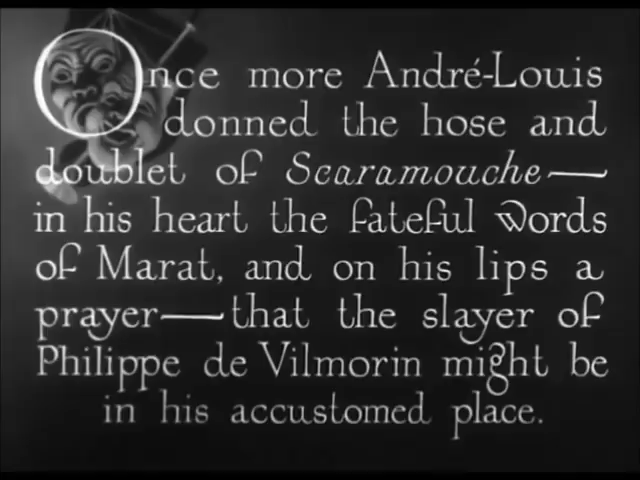 Once more André-Louis
donned the hose and
doublet of Scaramouche—
in his heart the fateful words
of Marat, and on his lips a
prayer—that the slayer of
Philippe de Vilmorin might be
in his accustomed place.